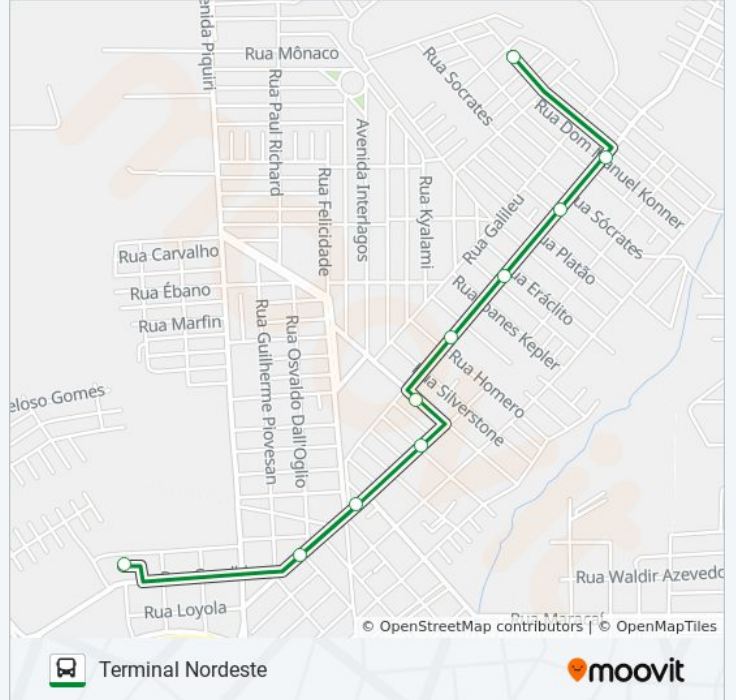 Avenida Piquiri
Rua Mônaco
Rua Socrates
Rua Paul Richard
Rua Dom Manuel Konner
Avenida Interlagos
Rua Felicidade
Rua Kyalami
Rua Galileu
Rua Sócrates
Rua Platão
Rua Carvalho
Rua Ébano
Rua Marfin
Rua Eráclito
Kepler
Rua Guilherme Piovesan
Rua Osvaldo Dall'Oglio
Rua Homero
Rua Silverstone
eloso Gomes
Rua Waldir Azevedo
Rua Loyola
© OpenStreetMap contributors | © OpenMapTiles
Terminal Nordeste
moovit